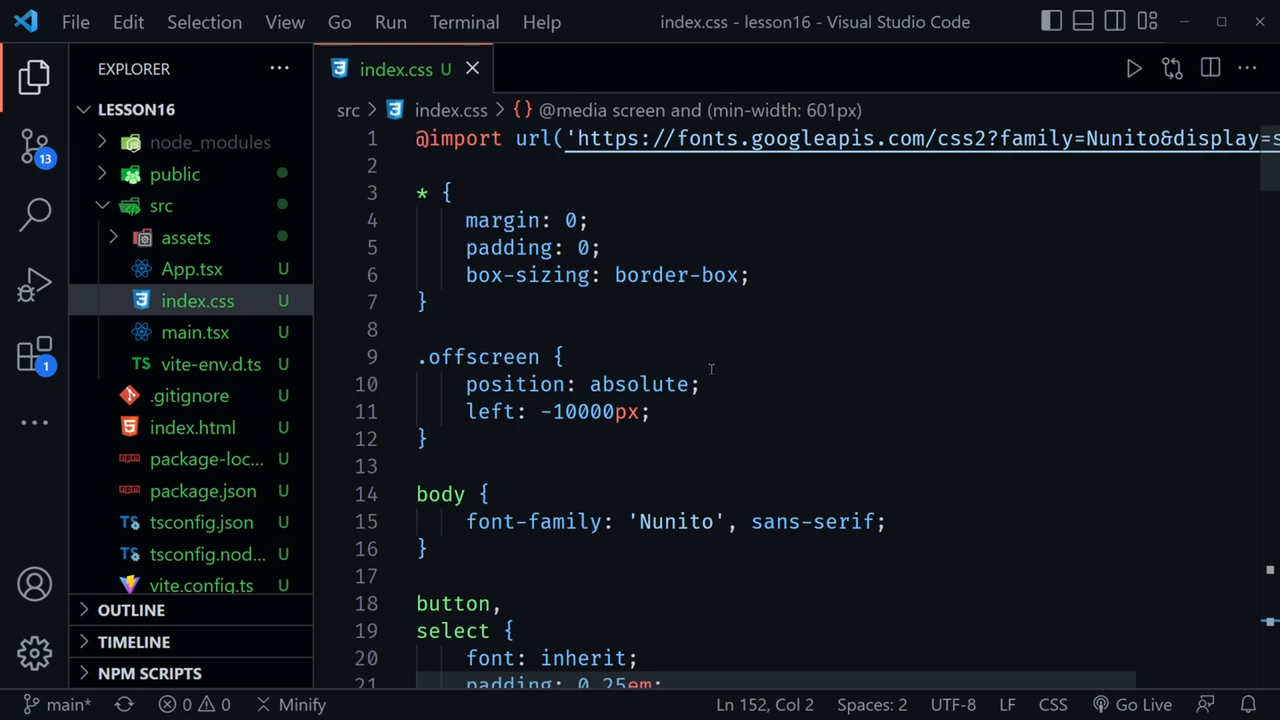 File Edit Selection View Go Run Terminal Help
index.css - lesson16 - Visual Studio Code
EXPLORER
LESSON16
node_modules
public
src
assets
App.tsx U
index.css U
main.tsx U
vite-env.d.ts U
.gitignore U
index.html U
package-loc... U
package.json U
tsconfig.json U
tsconfig.nod... U
vite.config.ts U
OUTLINE
TIMELINE
NPM SCRIPTS
13
1
index.css U
src > index.css > {} @media screen and (min-width: 601px)
1 @import url('https://fonts.googleapis.com/css2?family=Nunito&display=s
2
3 * {
4 margin: 0;
5 padding: 0;
6 box-sizing: border-box;
7 }
8
9 .offscreen {
10 position: absolute;
11 left: -10000px;
12 }
13
14 body {
15 font-family: 'Nunito', sans-serif;
16 }
17
18 button,
19 select {
20 font: inherit;
21 padding: 0.25em;
main* 0 0 Minify Ln 152, Col 2 Spaces: 2 UTF-8 LF CSS Go Live